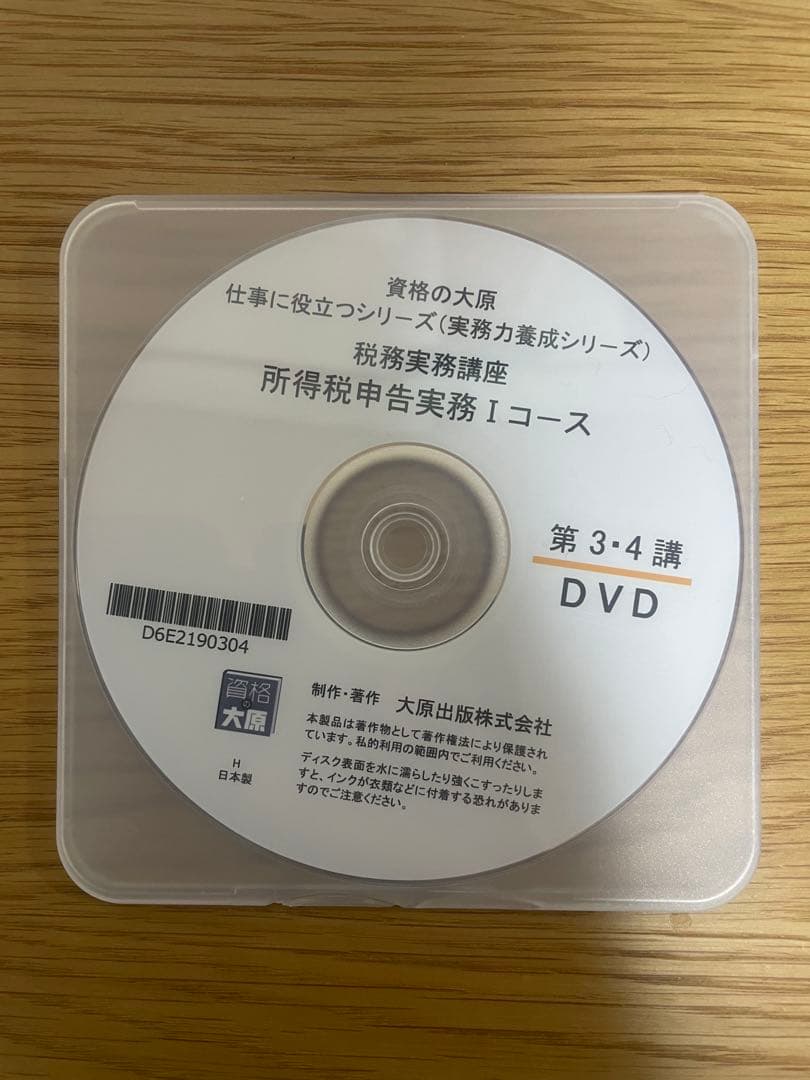 資格の大原
仕事に役立つシリーズ(実務力養成シリーズ)
税務実務講座
所得税申告実務Ⅰコース
第3・4講
DVD
D6E2190304
資格
の
大原
制作・著作 大原出版株式会社
本製品は著作物として著作権法により保護され
ています。私的利用の範囲内でご利用ください。
H
日本製
ディスク表面を水に濡らしたり強くこすったりしま
すと、インクが衣類などに付着する恐れがありま
すのでご注意ください。